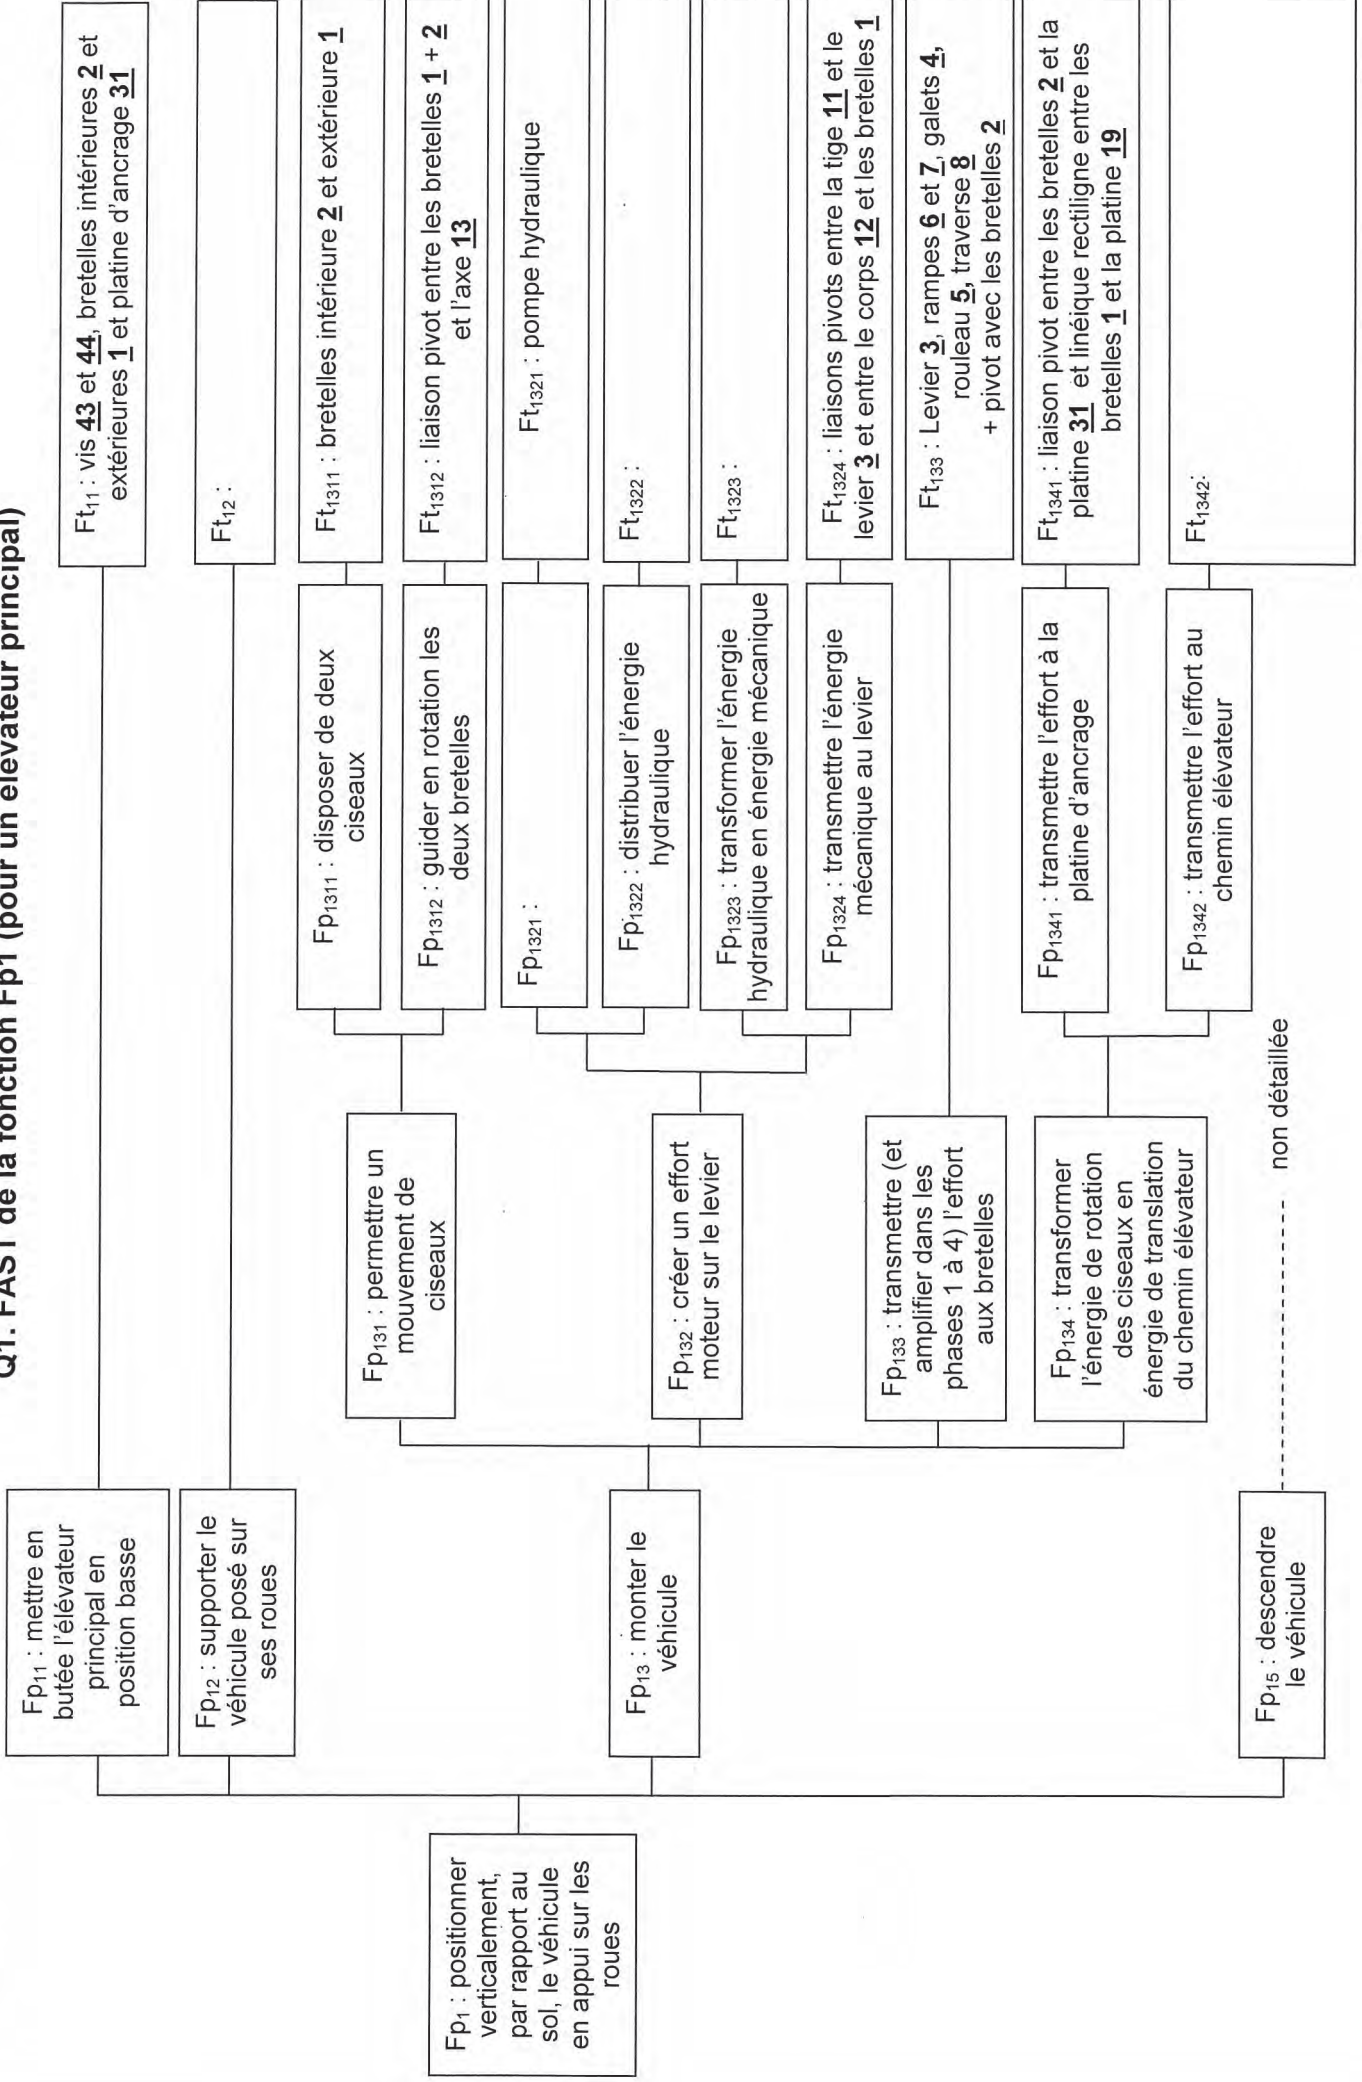 Q1. FAST de la fonction Fp1 (pour un élévateur principal)
Fp1 : positionner
verticalement,
par rapport au
sol, le véhicule
en appui sur les
roues
Fp11 : mettre en
butée l'élévateur
principal en
position basse
Fp12 : supporter le
véhicule posé sur
ses roues
Fp13 : monter le
véhicule
Fp15 : descendre
le véhicule
non détaillée
Fp131 : permettre un
mouvement de
ciseaux
Fp132 : créer un effort
moteur sur le levier
Fp133 : transmettre (et
amplifier dans les
phases 1 à 4) l'effort
aux bretelles
Fp134 : transformer
l'énergie de rotation
des ciseaux en
énergie de translation
du chemin élévateur
Fp1311 : disposer de deux
ciseaux
Fp1312 : guider en rotation les
deux bretelles
Fp1321 :
Fp1322 : distribuer l'énergie
hydraulique
Fp1323 : transformer l'énergie
hydraulique en énergie mécanique
Fp1324 : transmettre l'énergie
mécanique au levier
Fp1341 : transmettre l'effort à la
platine d'ancrage
Fp1342 : transmettre l'effort au
chemin élévateur
Ft11 : vis 43 et 44, bretelles intérieures 2 et
extérieures 1 et platine d'ancrage 31
Ft12 :
Ft1311 : bretelles intérieure 2 et extérieure 1
Ft1312 : liaison pivot entre les bretelles 1 + 2
et l'axe 13
Ft1321 : pompe hydraulique
Ft1322 :
Ft1323 :
Ft1324 : liaisons pivots entre la tige 11 et le
levier 3 et entre le corps 12 et les bretelles 1
Ft133 : Levier 3, rampes 6 et 7, galets 4,
rouleau 5, traverse 8
+ pivot avec les bretelles 2
Ft1341 : liaison pivot entre les bretelles 2 et la
platine 31 et linéique rectiligne entre les
bretelles 1 et la platine 19
Ft1342: